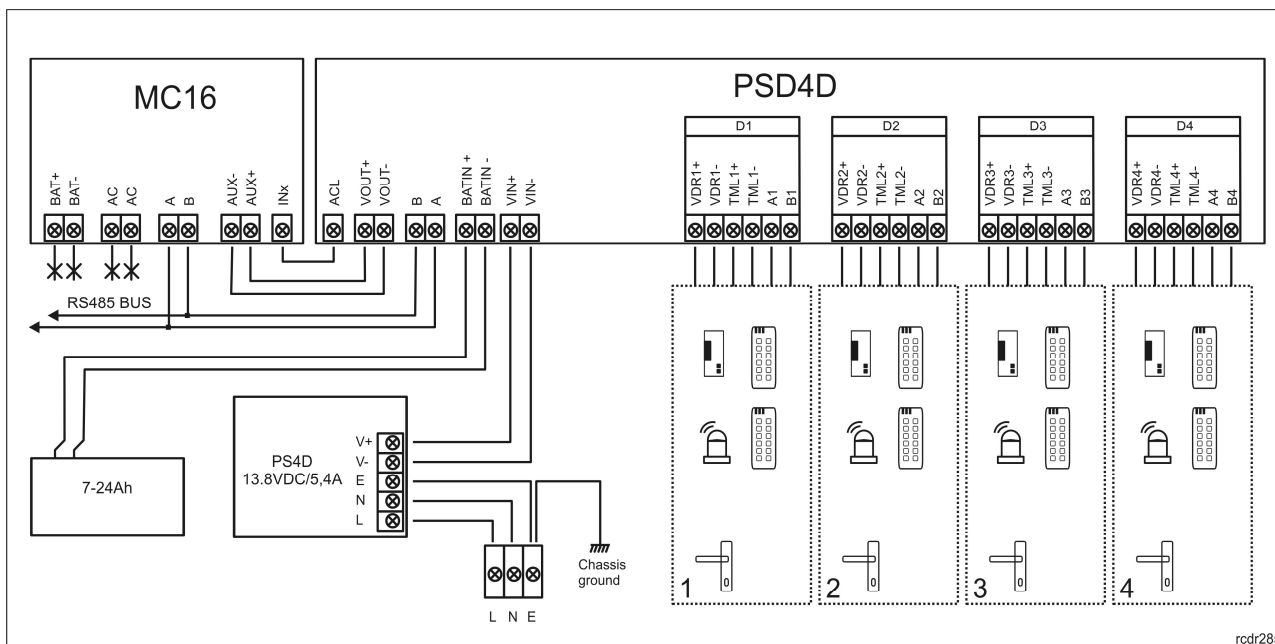 MC16
PSD4D
D1
D2
D3
D4
BAT+
BAT-
AC
AC
A
B
AUX-
AUX+
INx
ACL
VOUT+
VOUT-
B
A
BATIN +
BATIN -
VIN+
VIN-
VDR1+
VDR1-
TML1+
TML1-
A1
B1
VDR2+
VDR2-
TML2+
TML2-
A2
B2
VDR3+
VDR3-
TML3+
TML3-
A3
B3
VDR4+
VDR4-
TML4+
TML4-
A4
B4
RS485 BUS
7-24Ah
PS4D
13.8VDC/5,4A
V+
V-
E
N
L
Chassis
ground
L N E
1
2
3
4